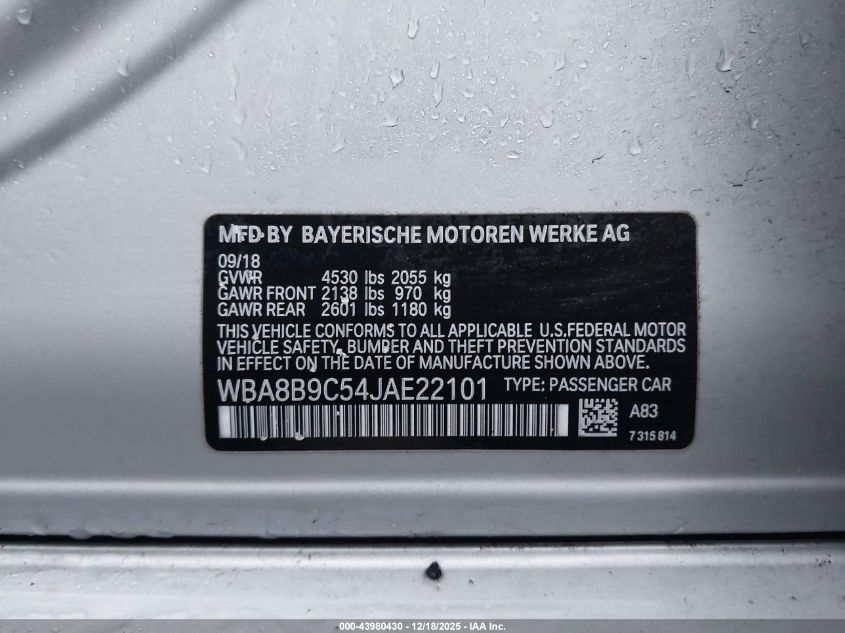 MFD BY BAYERISCHE MOTOREN WERKE AG
09/18
GVWR 4530 lbs 2055 kg
GAWR FRONT 2138 lbs 970 kg
GAWR REAR 2601 lbs 1180 kg
THIS VEHICLE CONFORMS TO ALL APPLICABLE U.S.FEDERAL MOTOR
VEHICLE SAFETY, BUMPER AND THEFT PREVENTION STANDARDS
IN EFFECT ON THE DATE OF MANUFACTURE SHOWN ABOVE.
WBA8B9C54JAE22101 TYPE: PASSENGER CAR
A83
7 315 814
000-43980430 - 12/18/2025 - IAA Inc.